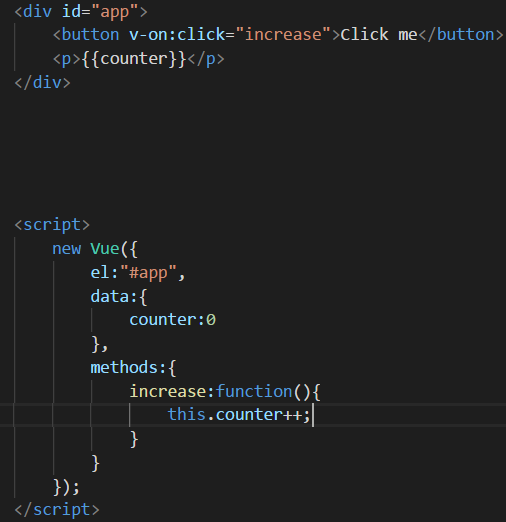 <div id="app">
    <button v-on:click="increase">Click me</button>
    <p>{{counter}}</p>
</div>
<script>
    new Vue({
        el:"#app",
        data:{
            counter:0
        },
        methods:{
            increase:function(){
                this.counter++;
            }
        }
    });
</script>